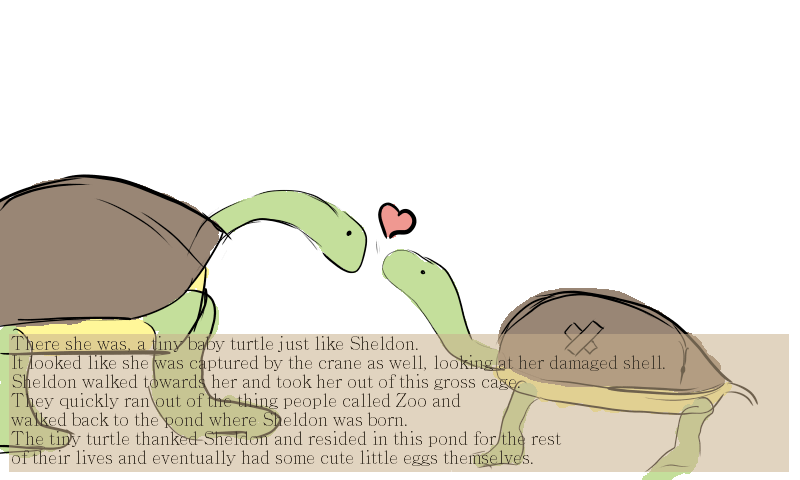 There she was, a tiny baby turtle just like Sheldon.
It looked like she was captured by the crane as well, looking at her damaged shell.
Sheldon walked towards her and took her out of this gross cage.
They quickly ran out of the thing people called Zoo and
walked back to the pond where Sheldon was born.
The tiny turtle thanked Sheldon and resided in this pond for the rest
of their lives and eventually had some cute little eggs themselves.